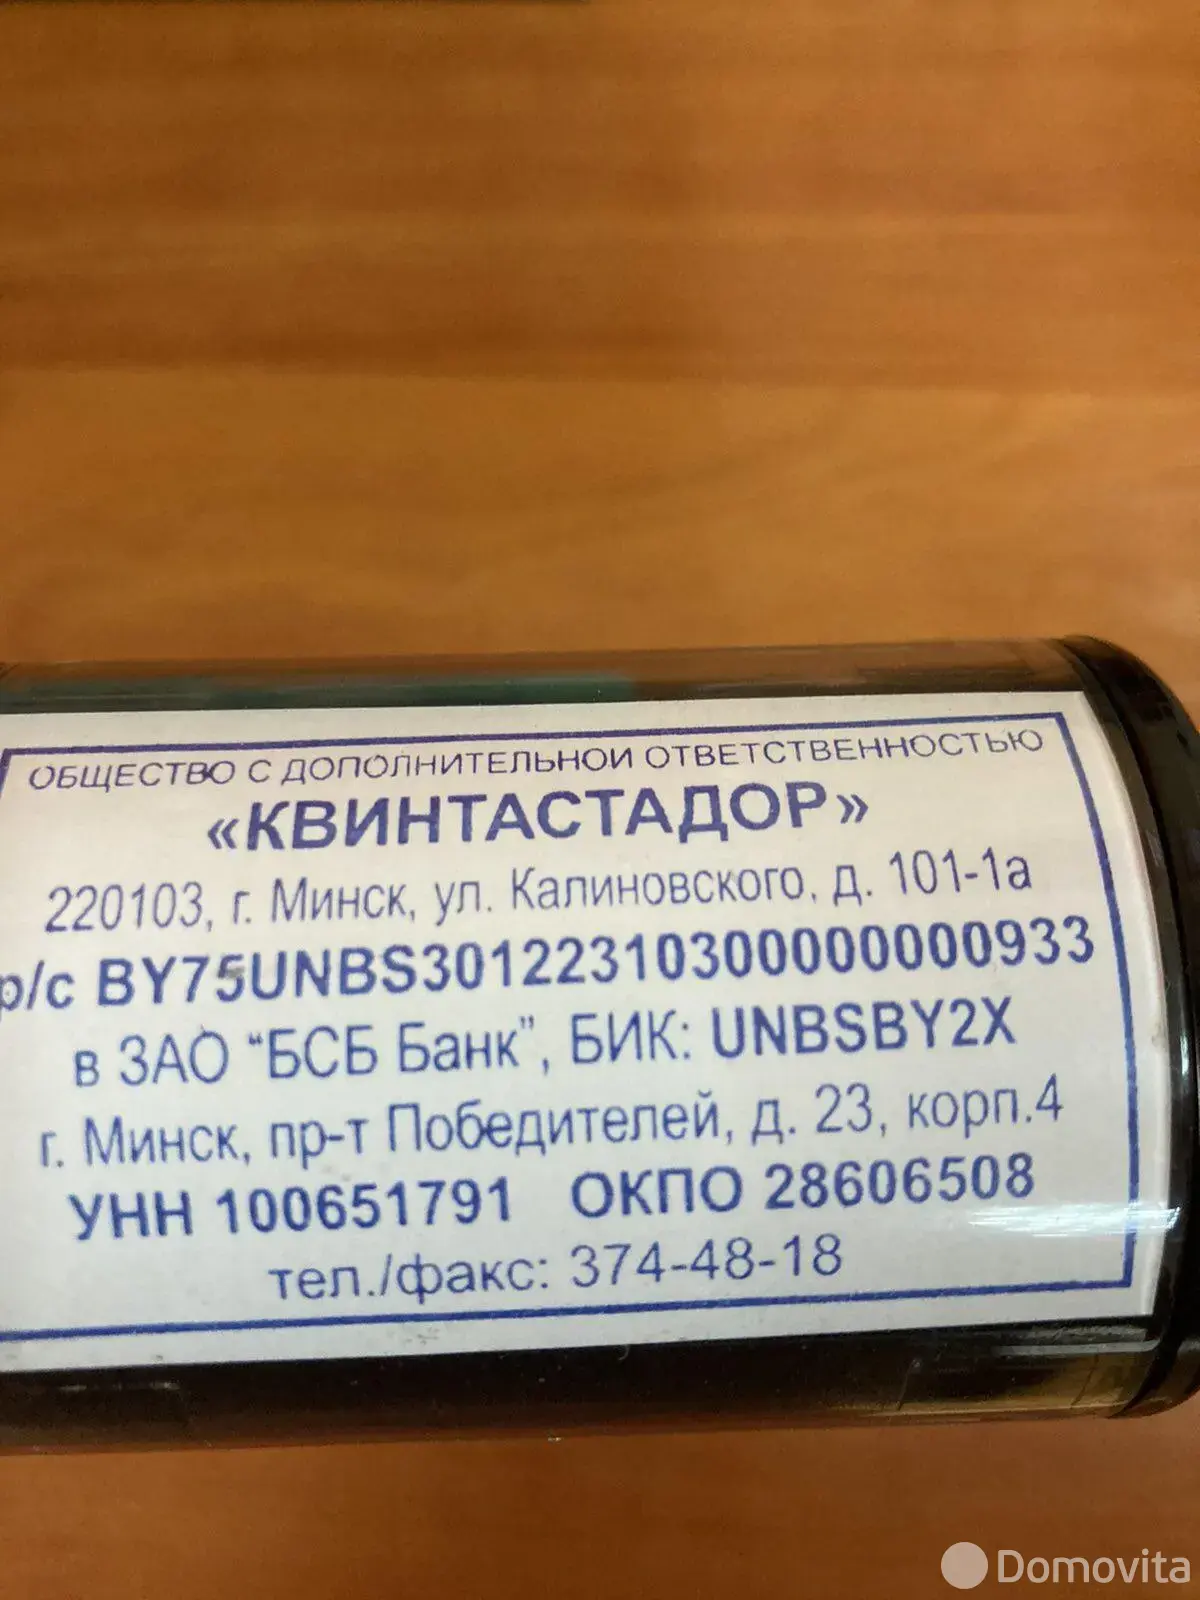 ОБЩЕСТВО С ДОПОЛНИТЕЛЬНОЙ ОТВЕТСТВЕННОСТЬЮ
«КВИНТАСТАДОР»
220103, г. Минск, ул. Калиновского, д. 101-1а
р/с BY75UNBS30122310300000000933
в ЗАО “БСБ Банк”, БИК: UNBSBY2X
г. Минск, пр-т Победителей, д. 23, корп.4
УНН 100651791 ОКПО 28606508
тел./факс: 374-48-18
Domovita